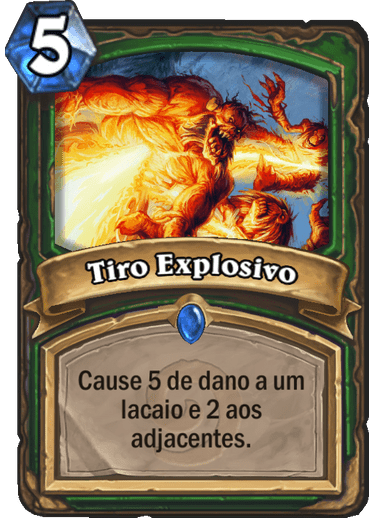 5
Tiro Explosivo
Cause 5 de dano a um
lacaio e 2 aos
adjacentes.